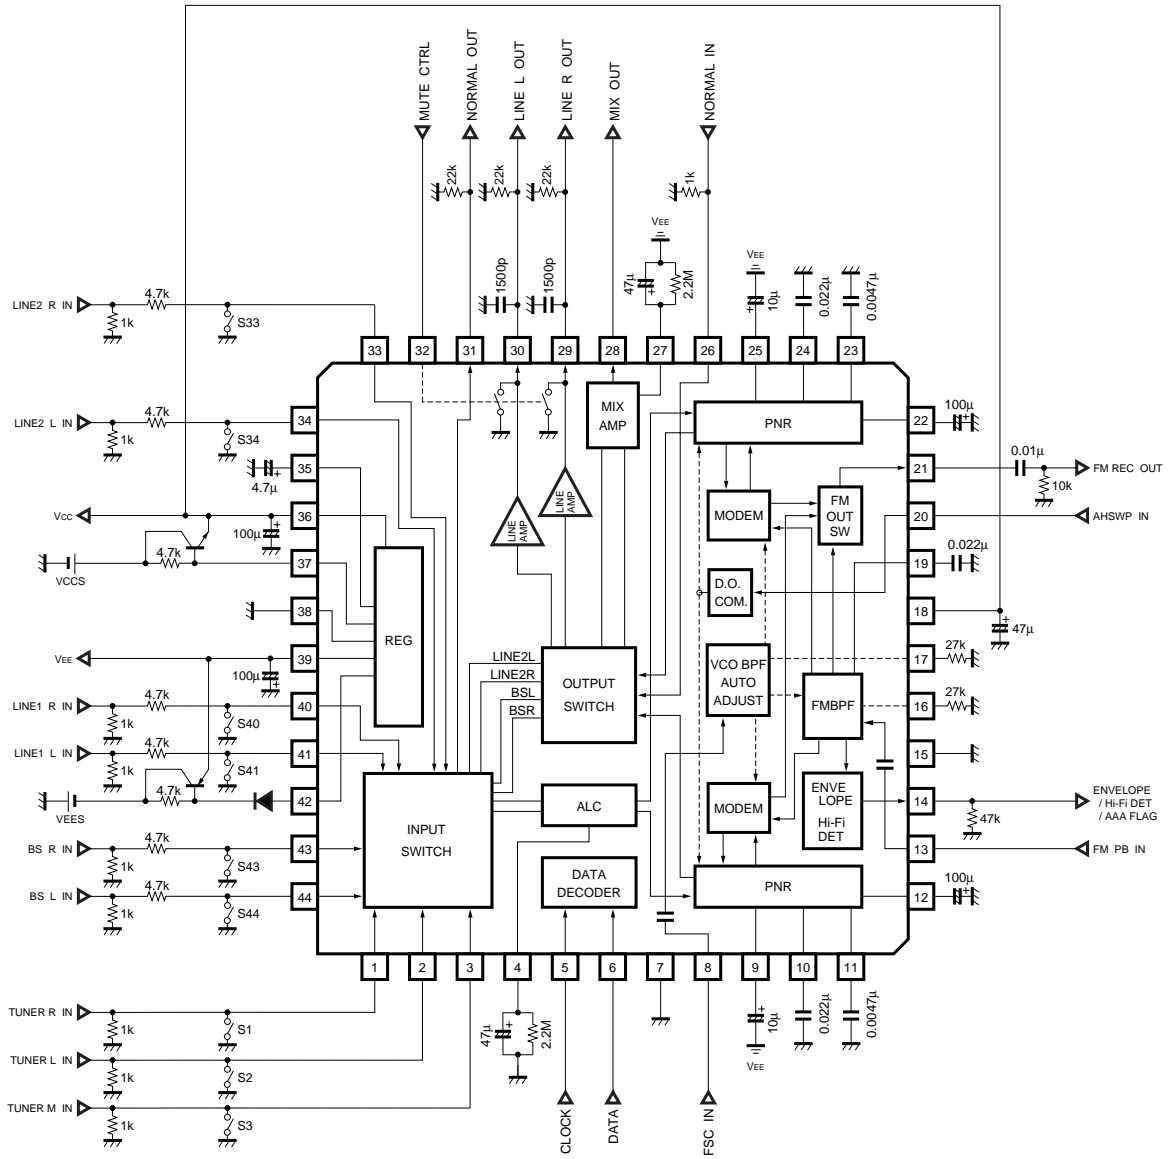 MUTE CTRL
NORMAL OUT
LINE L OUT
LINE R OUT
MIX OUT
NORMAL IN
22k
22k
22k
1k
VEE
1500p
1500p
47μ
+
2.2M
VEE
+
10μ
0.022μ
0.0047μ
LINE2 R IN
4.7k
1k
S33
33
32
31
30
29
28
27
26
25
24
23
LINE2 L IN
4.7k
1k
S34
34
MIX
AMP
PNR
22
100μ
+
35
4.7μ
+
LINE
AMP
LINE
AMP
MODEM
FM
OUT
SW
21
0.01μ
10k
FM REC OUT
VCC
36
100μ
+
20
AHSWP IN
VCCS
4.7k
37
19
0.022μ
38
REG
D.O.
COM.
18
+
47μ
VEE
39
100μ
+
LINE2L
LINE2R
BSL
BSR
OUTPUT
SWITCH
VCO BPF
AUTO
ADJUST
FMBPF
17
27k
LINE1 R IN
4.7k
1k
S40
40
16
27k
LINE1 L IN
4.7k
1k
S41
41
15
VEES
4.7k
42
INPUT
SWITCH
ALC
MODEM
ENVE
LOPE
Hi-Fi
DET
14
47k
ENVELOPE
/ Hi-Fi DET
/ AAA FLAG
BS R IN
4.7k
1k
S43
43
13
FM PB IN
BS L IN
4.7k
1k
S44
44
DATA
DECODER
PNR
12
100μ
+
1
2
3
4
5
6
7
8
9
10
11
TUNER R IN
1k
S1
TUNER L IN
1k
S2
TUNER M IN
1k
S3
47μ
+
2.2M
+
10μ
VEE
0.022μ
0.0047μ
CLOCK
DATA
FSC IN